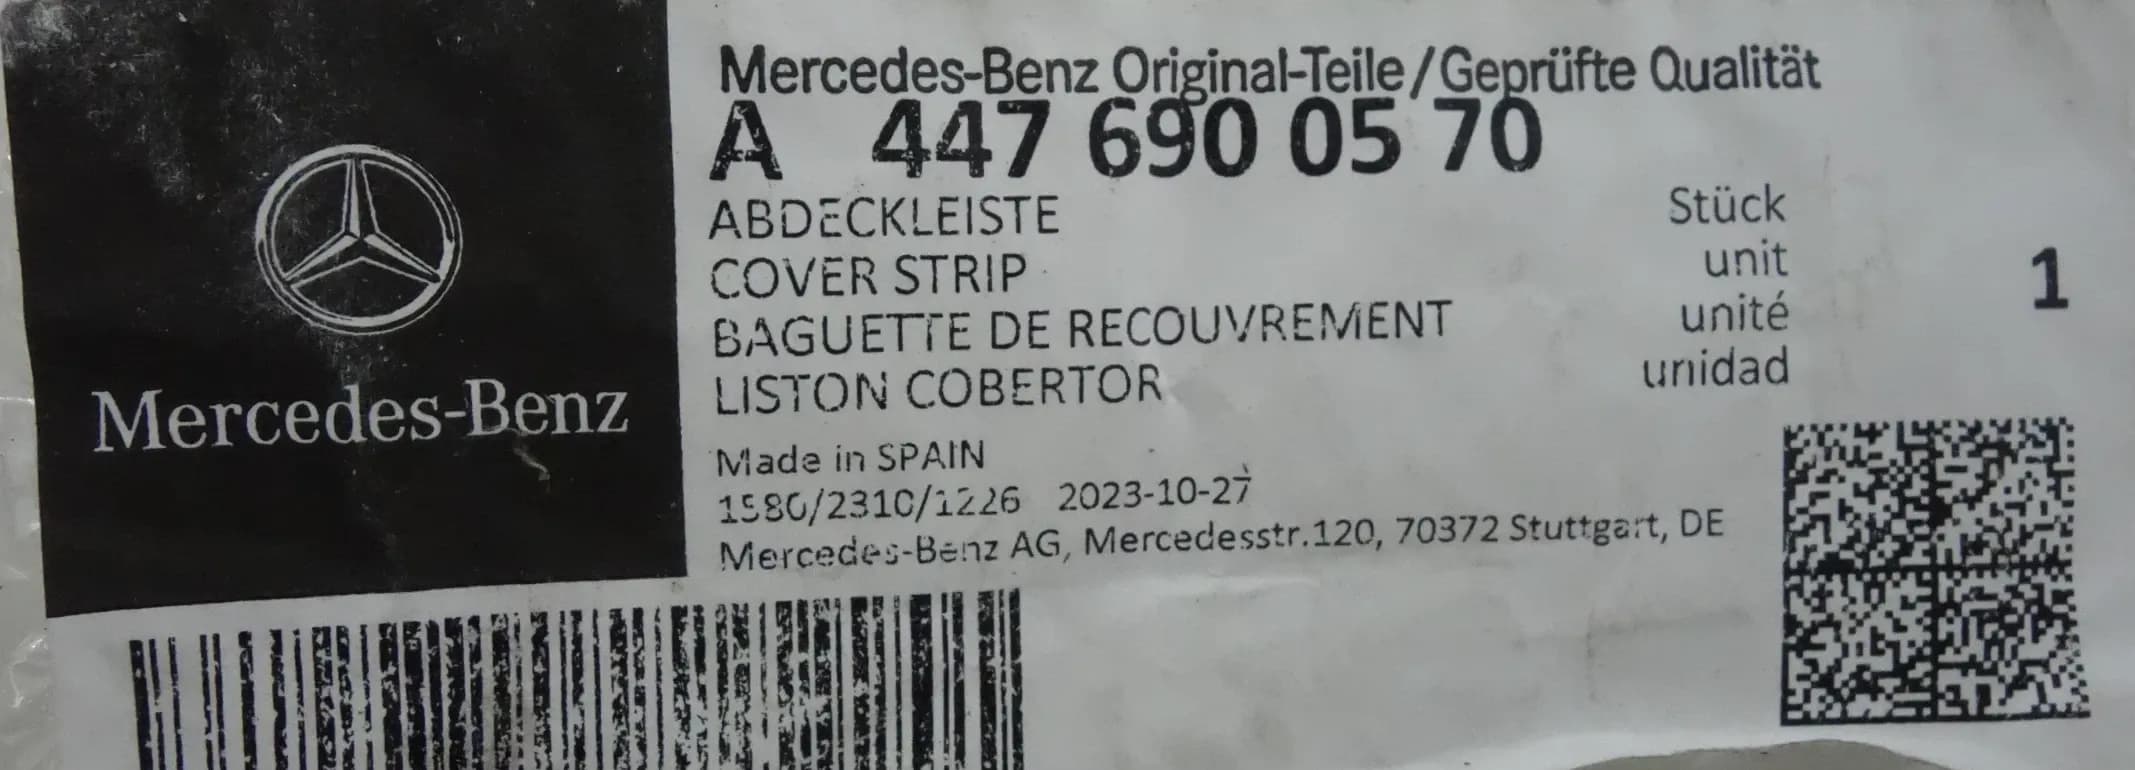 Mercedes-Benz
Mercedes-Benz Original-Teile/Geprüfte Qualität
A 447 690 05 70
ABDECKLEISTE
COVER STRIP
BAGUETTE DE RECOUVREMENT
LISTON COBERTOR
Stück
unit
unité
unidad
1
Made in SPAIN
1580/2310/1226 2023-10-27
Mercedes-Benz AG, Mercedesstr.120, 70372 Stuttgart, DE